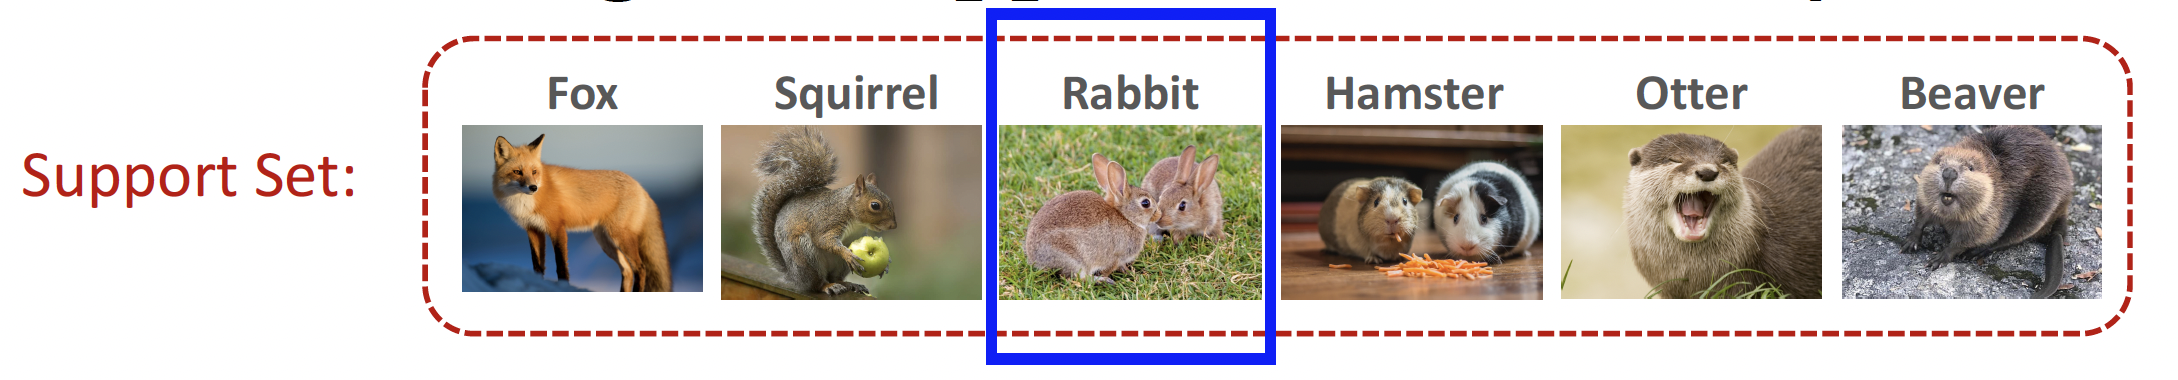 Support Set:
Fox Squirrel Rabbit Hamster Otter Beaver